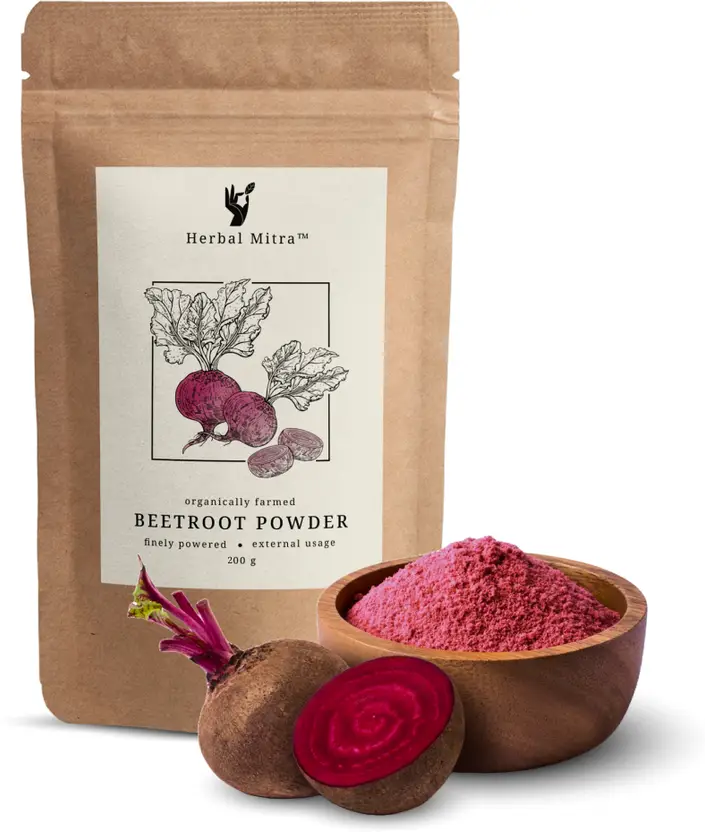 Herbal Mitra™
organically farmed
BEETROOT POWDER
finely powered • external usage
200 g